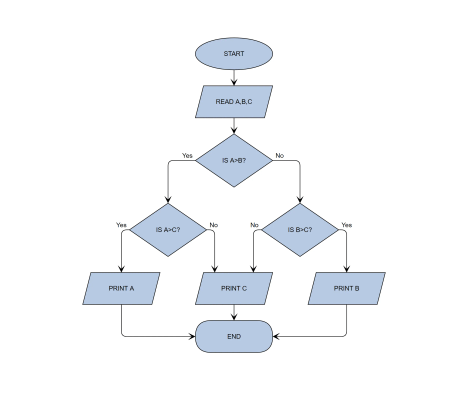 START
READ A,B,C
IS A>B?
Yes
No
IS A>C?
IS B>C?
Yes
No
No
Yes
PRINT A
PRINT C
PRINT B
END